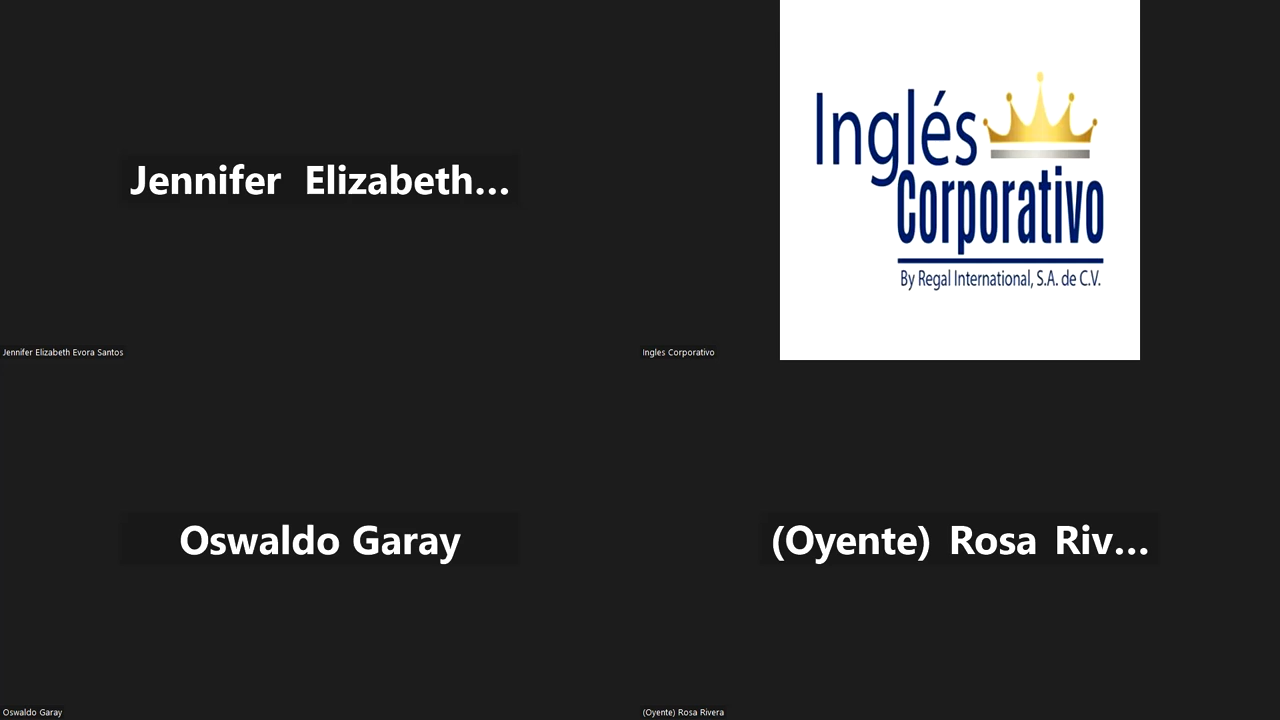 Jennifer Elizabeth...
Jennifer Elizabeth Evora Santos
Inglés
Corporativo
By Regal International, S.A. de C.V.
Ingles Corporativo
Oswaldo Garay
Oswaldo Garay
(Oyente) Rosa Riv...
(Oyente) Rosa Rivera